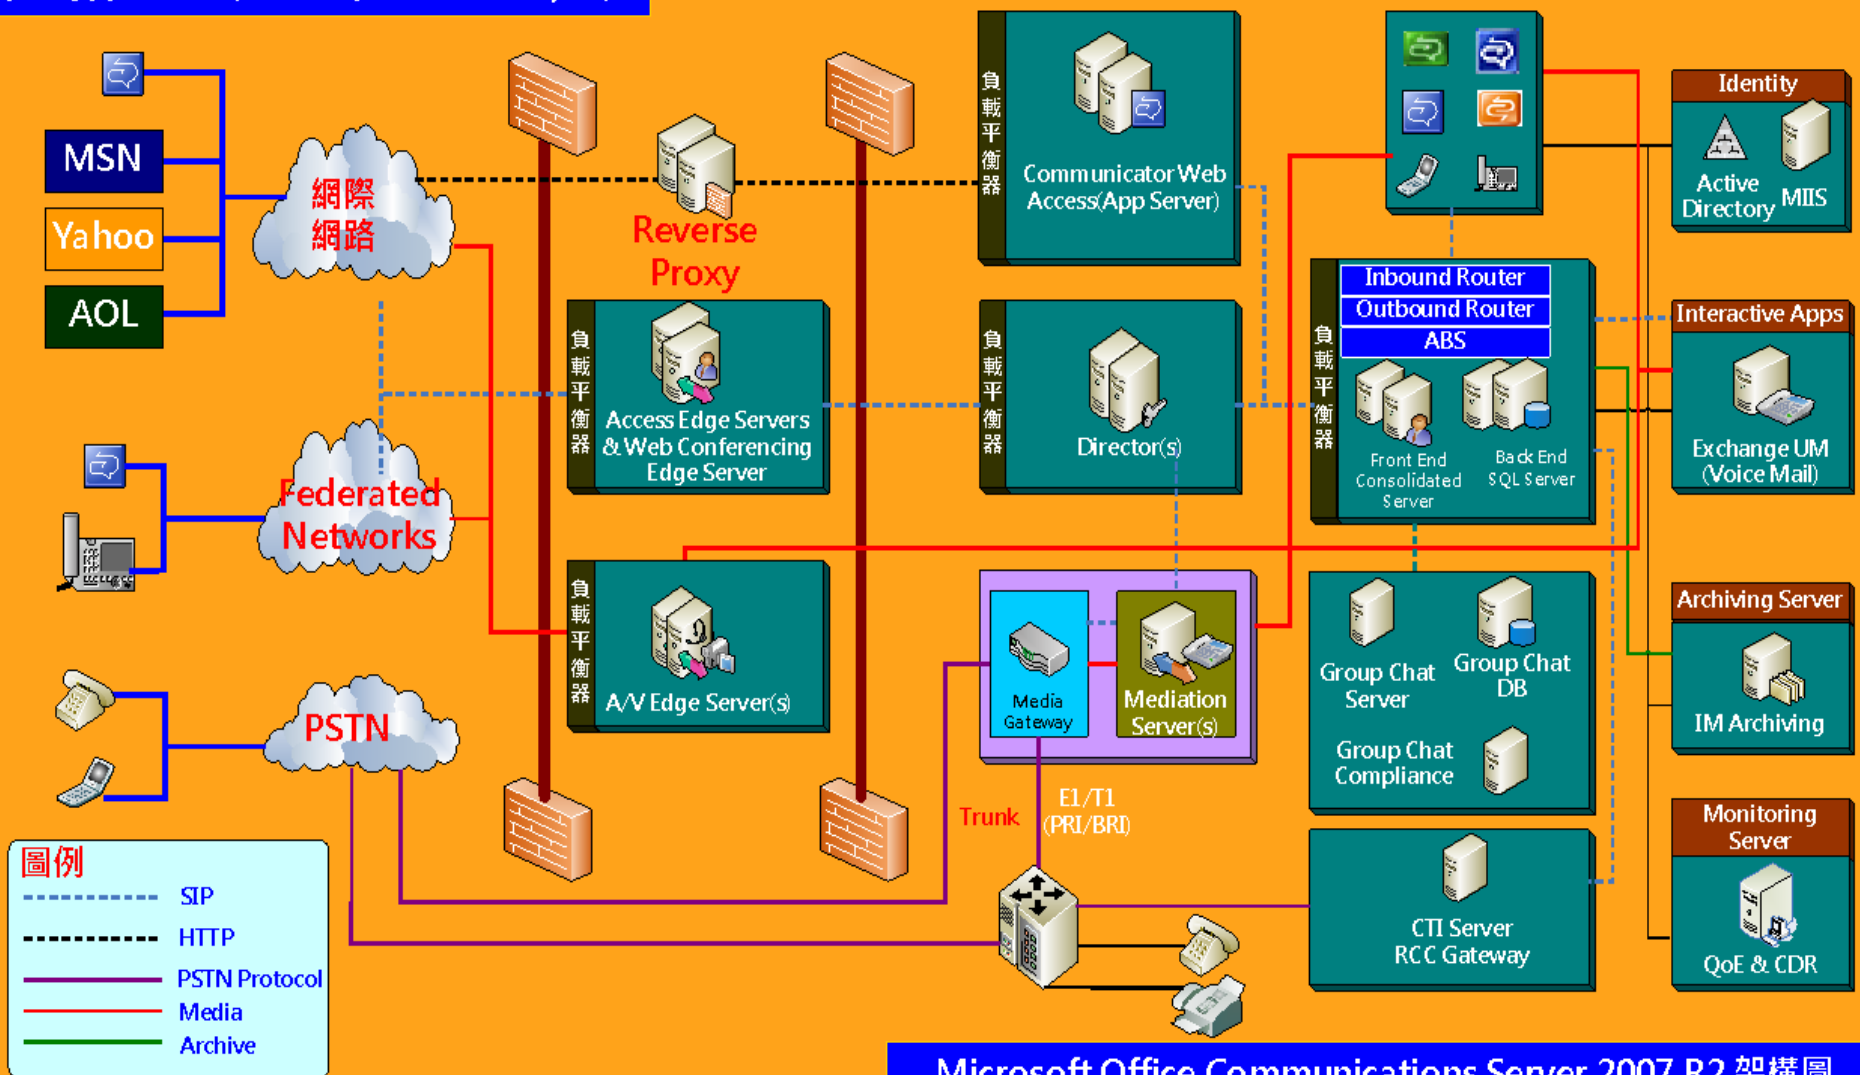 MSN
Yahoo
AOL
網際
網路
Federated
Networks
PSTN
Reverse
Proxy
負載平衡器
Communicator Web
Access(App Server)
負載平衡器
Access Edge Servers
& Web Conferencing
Edge Server
負載平衡器
Director(s)
負載平衡器
A/V Edge Server(s)
負載平衡器
Inbound Router
Outbound Router
ABS
Front End
Consolidated
Server
Back End
SQL Server
Media
Gateway
Mediation
Server(s)
Trunk
E1/T1
(PRI/BRI)
Group Chat
Server
Group Chat
DB
Group Chat
Compliance
CTI Server
RCC Gateway
Identity
Active
Directory
MIIS
Interactive Apps
Exchange UM
(Voice Mail)
Archiving Server
IM Archiving
Monitoring
Server
QoE & CDR
圖例
SIP
HTTP
PSTN Protocol
Media
Archive
Microsoft Office Communications Server 2007 R2 架構圖